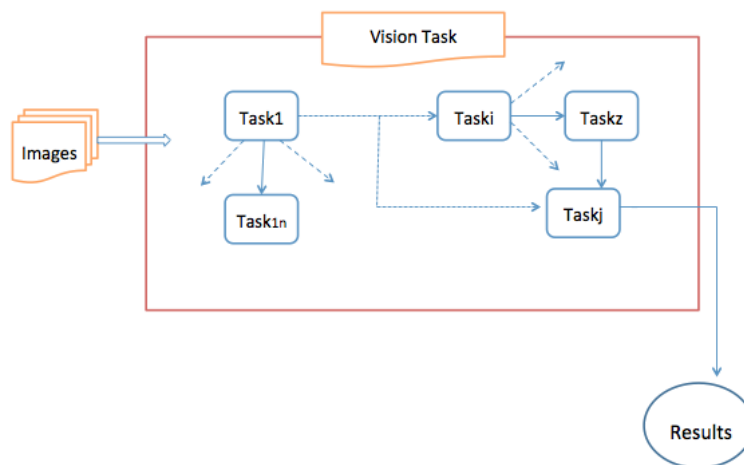 Vision Task
Images
Task1
Taski
Taskz
Task1n
Taskj
Results